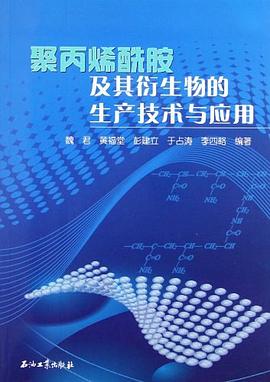 聚丙烯酰胺
及其衍生物的
生产技术与应用
魏 君 黄福堂 彭建立 于占涛 李四略 编著
石油工业出版社